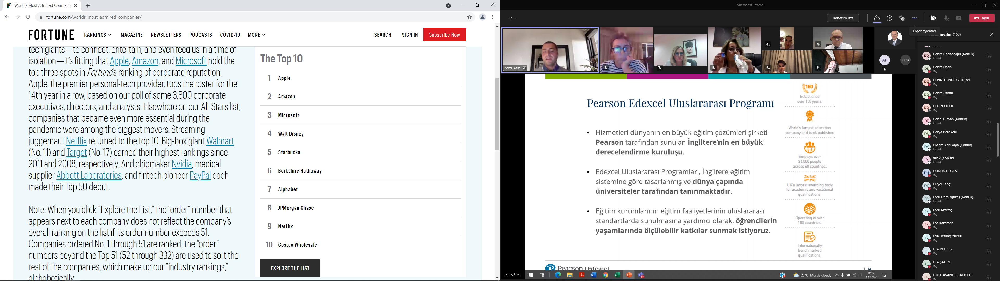 World's Most Admired Companie
fortune.com/worlds-most-admired-companies/
FORTUNE RANKINGS MAGAZINE NEWSLETTERS PODCASTS COVID-19 MORE SEARCH SIGN IN Subscribe Now
tech giants—to connect, entertain, and even feed us in a time of
isolation—it's fitting that Apple, Amazon, and Microsoft hold the
top three spots in Fortune's ranking of corporate reputation.
Apple, the premier personal-tech provider, tops the roster for the
14th year in a row, based on our poll of some 3,800 corporate
executives, directors, and analysts. Elsewhere on our All-Stars list,
companies that became even more essential during the
pandemic were among the biggest movers. Streaming
juggernaut Netflix returned to the top 10. Big-box giant Walmart
(No. 11) and Target (No. 17) earned their highest rankings since
2011 and 2008, respectively. And chipmaker Nvidia, medical
supplier Abbott Laboratories, and fintech pioneer PayPal each
made their Top 50 debut.
Note: When you click “Explore the List,” the “order” number that
appears next to each company does not reflect the company's
overall ranking on the list if its order number exceeds 51.
Companies ordered No. 1 through 51 are ranked; the “order”
numbers beyond the Top 51 (52 through 332) are used to sort the
rest of the companies, which make up our “industry rankings,”
alphabetically
The Top 10
1 Apple
2 Amazon
3 Microsoft
4 Walt Disney
5 Starbucks
6 Berkshire Hathaway
7 Alphabet
8 JPMorgan Chase
9 Netflix
10 Costco Wholesale
EXPLORE THE LIST
Microsoft Teams
--:--
Denetim iste
Ayrıl
Diğer eylemler
Sezer, Cem
AF
+157
Pearson Edexcel Uluslararası Programı
• Hizmetleri dünyanın en büyük eğitim çözümleri şirketi
Pearson tarafından sunulan İngiltere'nin en büyük
derecelendirme kuruluşu.
• Edexcel Uluslararası Programları, İngiltere eğitim
sistemine göre tasarlanmış ve dünya çapında
üniversiteler tarafından tanınmaktadır.
• Eğitim kurumlarının eğitim faaliyetlerinin uluslararası
standartlarda sunulmasına yardımcı olarak, öğrencilerin
yaşamlarında ölçülebilir katkılar sunmak istiyoruz.
150
Established
over 150 years.
World's largest education
company and book publisher.
Employs over
36,000 people
across 60 countries.
UK's largest awarding body
for academic and vocational
qualifications.
Operating in over
100 countries.
Internationally
benchmarked
qualifications.
Pearson | Edexcel
14
Sezer, Cem
23°C Mostly cloudy
19:49
11.10.2021
mcılar (153)
Konuk
DD Deniz Doğanoğlu (Konuk)
Konuk
DE Deniz Erşen
Dış
DG DENİZ GENCE GÖKÇAY
Dış
DÖ Deniz Özkan
Dış
DO DERİN OĞUL
Dış
DT Derin Turhan (Konuk)
Konuk
DB Derya Bereketli
Dış
DY Didem Yerlikaya (Konuk)
Konuk
D dilek (Konuk)
Konuk
DÜ DORUK ÜLGEN
Dış
DK Duygu Koç
Dış
ED Ebru Demirgüreş (Konuk)
Konuk
EK Ebru Kızıltaş
Dış
EK Ece Karaman
Dış
EY Eda Üstdağ Yüksel
Dış
ER ELA REHBER
Dış
EŞ ELA ŞAHİN
Dış
EH ELİF HASANHOCAOĞLU
Dış